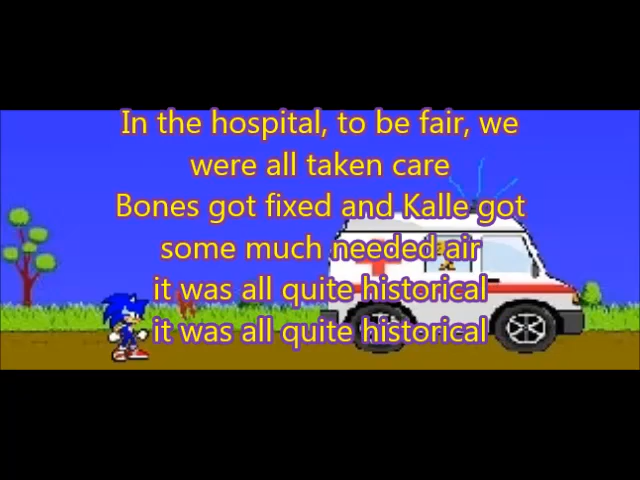 In the hospital, to be fair, we
were all taken care
Bones got fixed and Kalle got
some much needed air
it was all quite historical
it was all quite historical